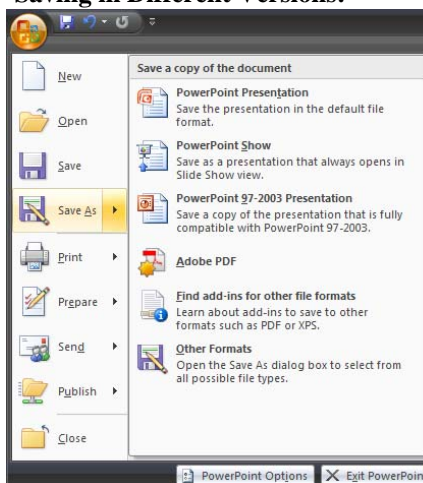 Saving in Different Versions:
New
Open
Save
Save As
Print
Prepare
Send
Publish
Close
Save a copy of the document
PowerPoint Presentation
Save the presentation in the default file
format.
PowerPoint Show
Save as a presentation that always opens in
Slide Show view.
PowerPoint 97-2003 Presentation
Save a copy of the presentation that is fully
compatible with PowerPoint 97-2003.
Adobe PDF
Find add-ins for other file formats
Learn about add-ins to save to other
formats such as PDF or XPS.
Other Formats
Open the Save As dialog box to select from
all possible file types.
PowerPoint Options
Exit PowerPoin